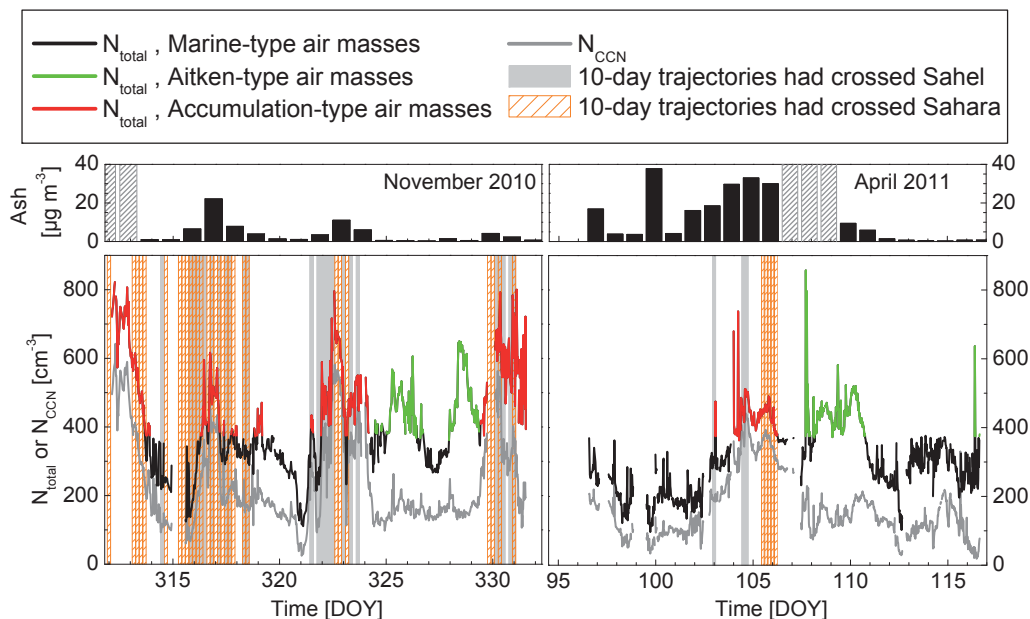 N_total , Marine-type air masses
N_total , Aitken-type air masses
N_total , Accumulation-type air masses
N_CCN
10-day trajectories had crossed Sahel
10-day trajectories had crossed Sahara
Ash
[µg m⁻³]
40
20
0
November 2010
April 2011
40
20
0
N_total or N_CCN [cm⁻³]
800
600
400
200
0
800
600
400
200
0
315 320 325 330
95 100 105 110 115
Time [DOY]
Time [DOY]